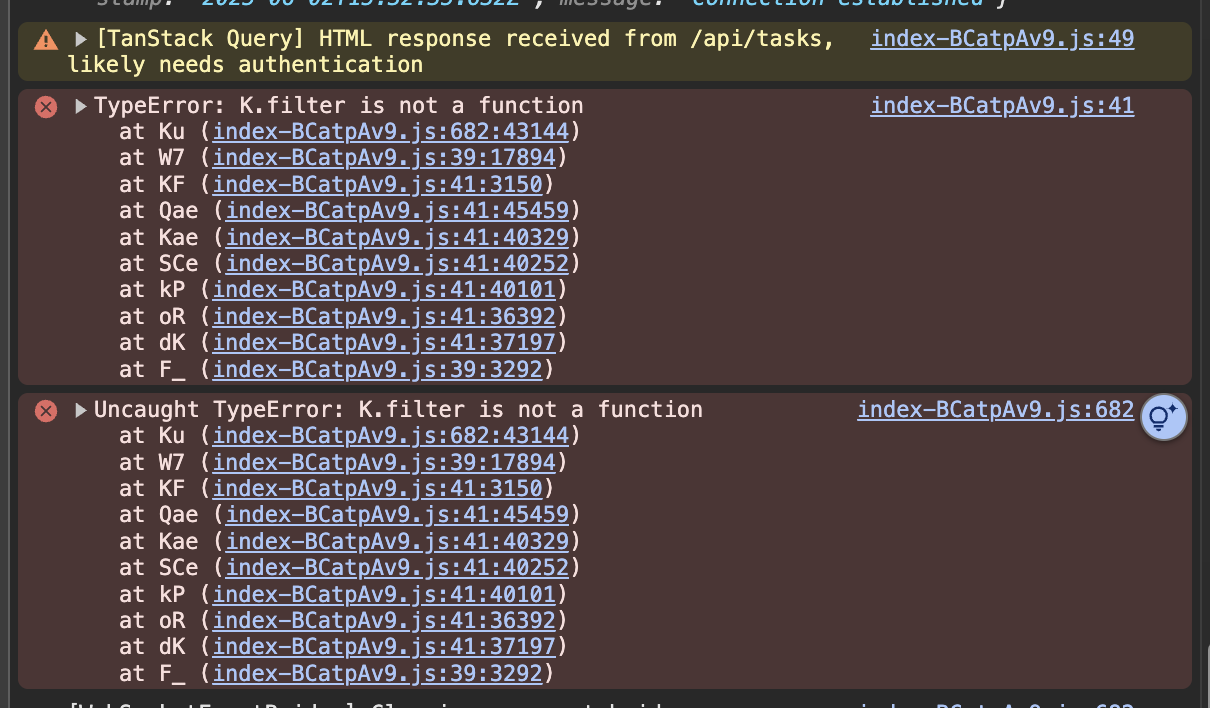 stamp: "2025-06-02T15:52:55.652Z", message: "connection established"}
[TanStack Query] HTML response received from /api/tasks, index-BCatpAv9.js:49
likely needs authentication
TypeError: K.filter is not a function index-BCatpAv9.js:41
at Ku (index-BCatpAv9.js:682:43144)
at W7 (index-BCatpAv9.js:39:17894)
at KF (index-BCatpAv9.js:41:3150)
at Qae (index-BCatpAv9.js:41:45459)
at Kae (index-BCatpAv9.js:41:40329)
at SCe (index-BCatpAv9.js:41:40252)
at kP (index-BCatpAv9.js:41:40101)
at oR (index-BCatpAv9.js:41:36392)
at dK (index-BCatpAv9.js:41:37197)
at F_ (index-BCatpAv9.js:39:3292)
Uncaught TypeError: K.filter is not a function index-BCatpAv9.js:682
at Ku (index-BCatpAv9.js:682:43144)
at W7 (index-BCatpAv9.js:39:17894)
at KF (index-BCatpAv9.js:41:3150)
at Qae (index-BCatpAv9.js:41:45459)
at Kae (index-BCatpAv9.js:41:40329)
at SCe (index-BCatpAv9.js:41:40252)
at kP (index-BCatpAv9.js:41:40101)
at oR (index-BCatpAv9.js:41:36392)
at dK (index-BCatpAv9.js:41:37197)
at F_ (index-BCatpAv9.js:39:3292)